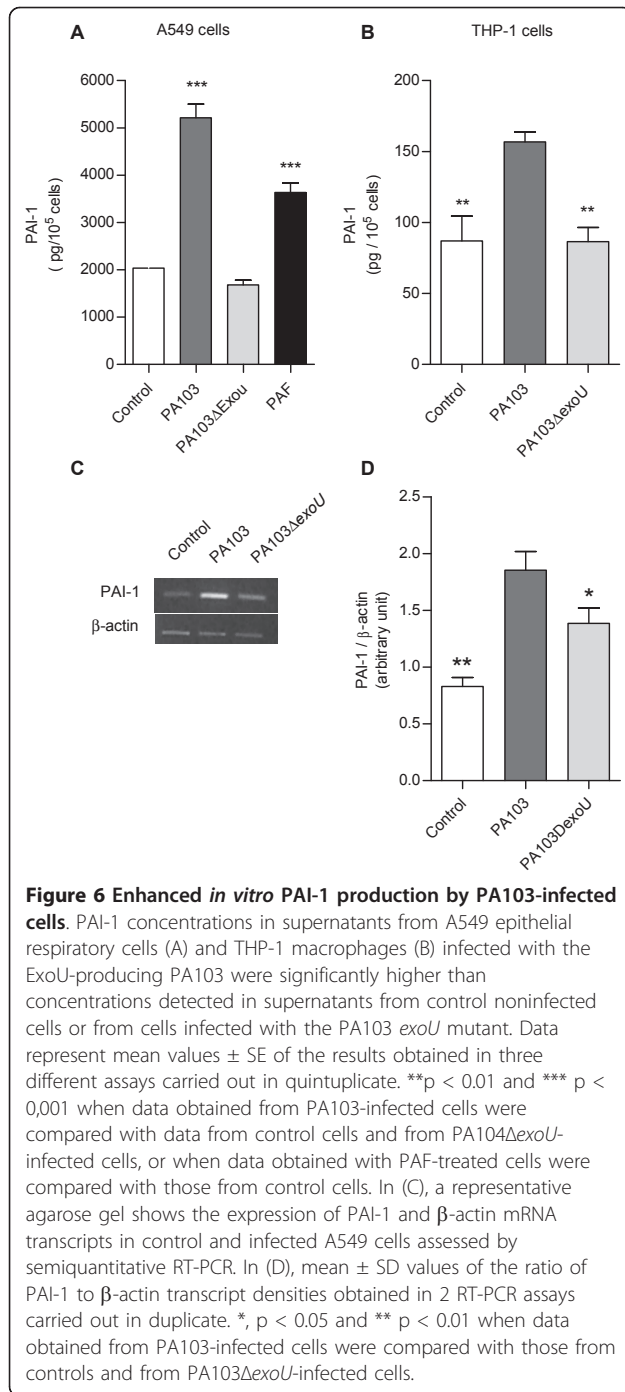 A
A549 cells
6000
5000
4000
3000
2000
1000
0
PAI-1
( pg/10⁵ cells)
***
***
Control
PA103
PA103ΔExou
PAF
B
THP-1 cells
200
150
100
50
0
PAI-1
(pg / 10⁵ cells)
**
**
Control
PA103
PA103ΔexoU
C
Control
PA103
PA103ΔexoU
PAI-1
β-actin
D
2.5
2.0
1.5
1.0
0.5
0.0
PAI-1 / β-actin
(arbitrary unit)
**
*
Control
PA103
PA103DexoU
Figure 6 Enhanced in vitro PAI-1 production by PA103-infected
cells. PAI-1 concentrations in supernatants from A549 epithelial
respiratory cells (A) and THP-1 macrophages (B) infected with the
ExoU-producing PA103 were significantly higher than
concentrations detected in supernatants from control noninfected
cells or from cells infected with the PA103 exoU mutant. Data
represent mean values ± SE of the results obtained in three
different assays carried out in quintuplicate. **p < 0.01 and *** p <
0,001 when data obtained from PA103-infected cells were
compared with data from control cells and from PA104ΔexoU-
infected cells, or when data obtained with PAF-treated cells were
compared with those from control cells. In (C), a representative
agarose gel shows the expression of PAI-1 and β-actin mRNA
transcripts in control and infected A549 cells assessed by
semiquantitative RT-PCR. In (D), mean ± SD values of the ratio of
PAI-1 to β-actin transcript densities obtained in 2 RT-PCR assays
carried out in duplicate. *, p < 0.05 and ** p < 0.01 when data
obtained from PA103-infected cells were compared with those from
controls and from PA103ΔexoU-infected cells.